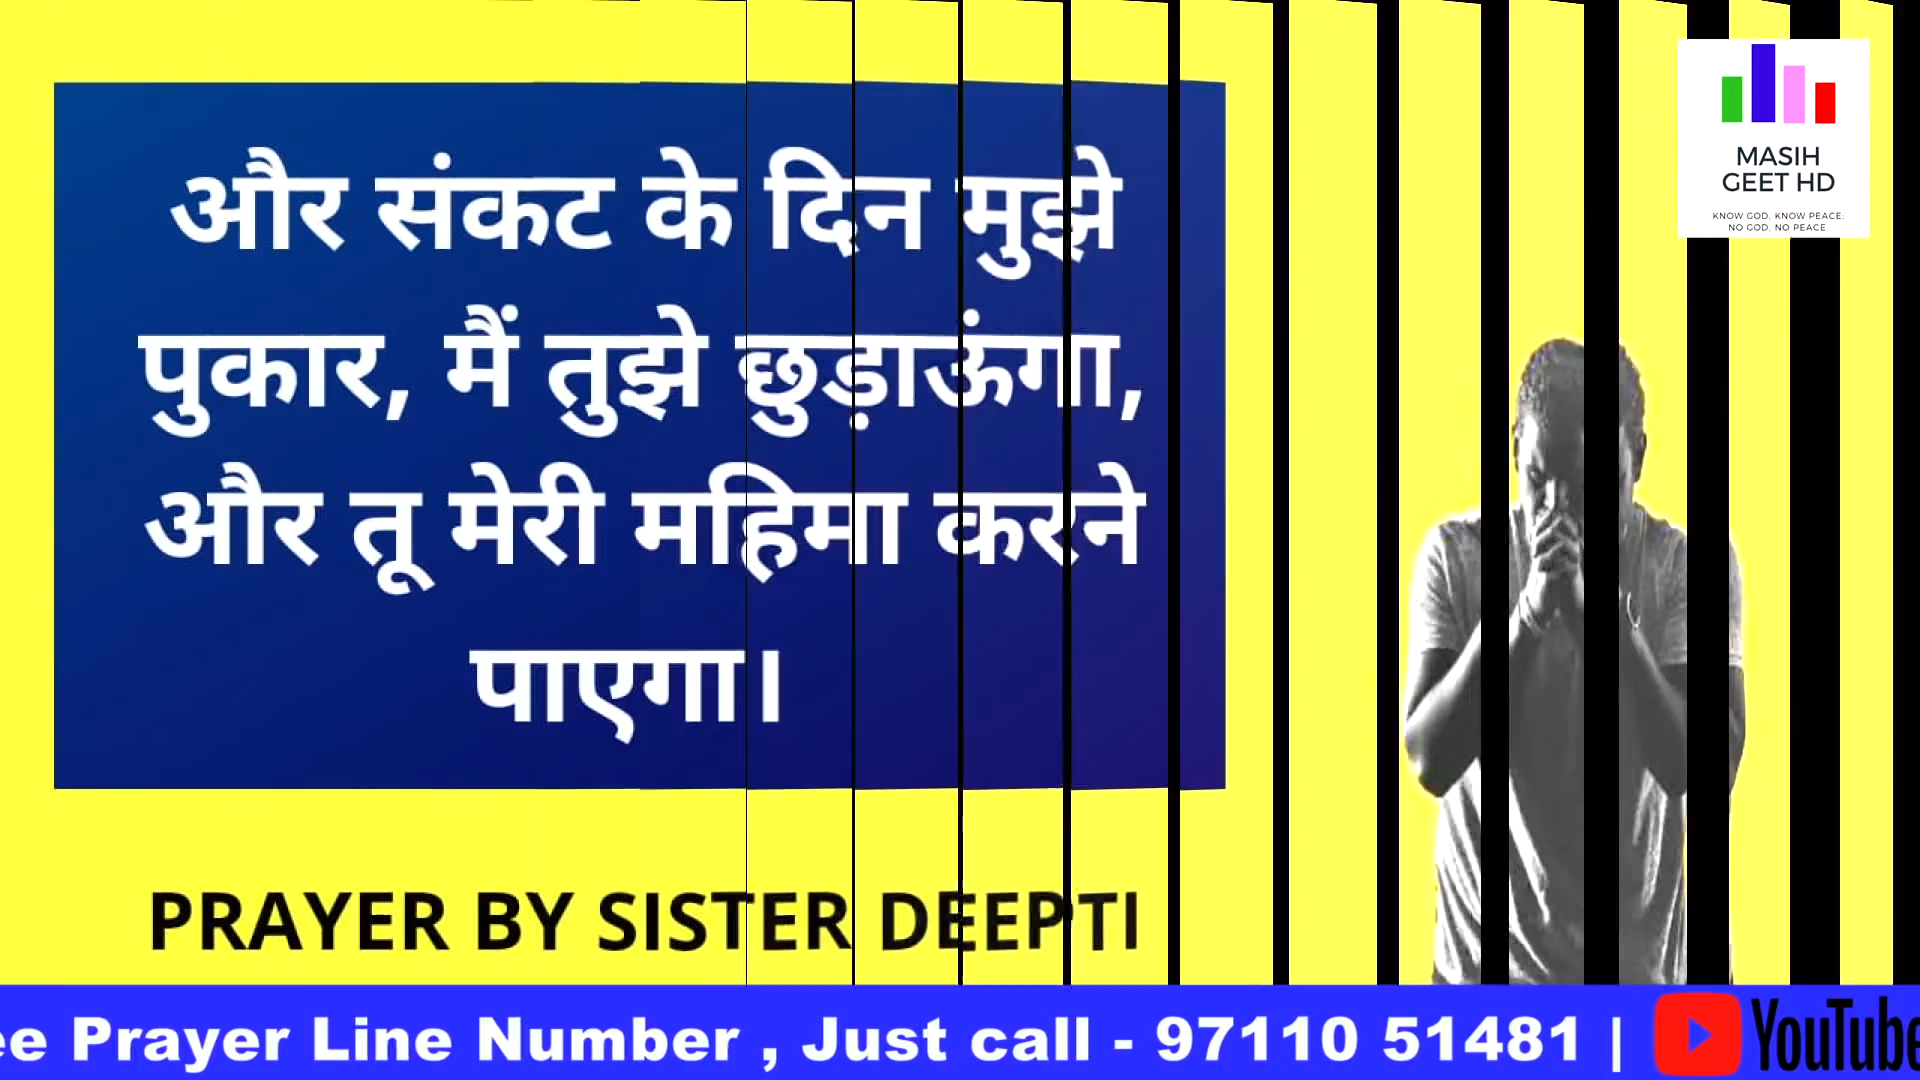 और संकट के दिन मुझे
पुकार, मैं तुझे छुड़ाऊंगा,
और तू मेरी महिमा करने
पाएगा।
PRAYER BY SISTER DEEPTI
MASIH
GEET HD
KNOW GOD. KNOW PEACE.
NO GOD. NO PEACE.
ee Prayer Line Number , Just call - 97110 51481 |
YouTube